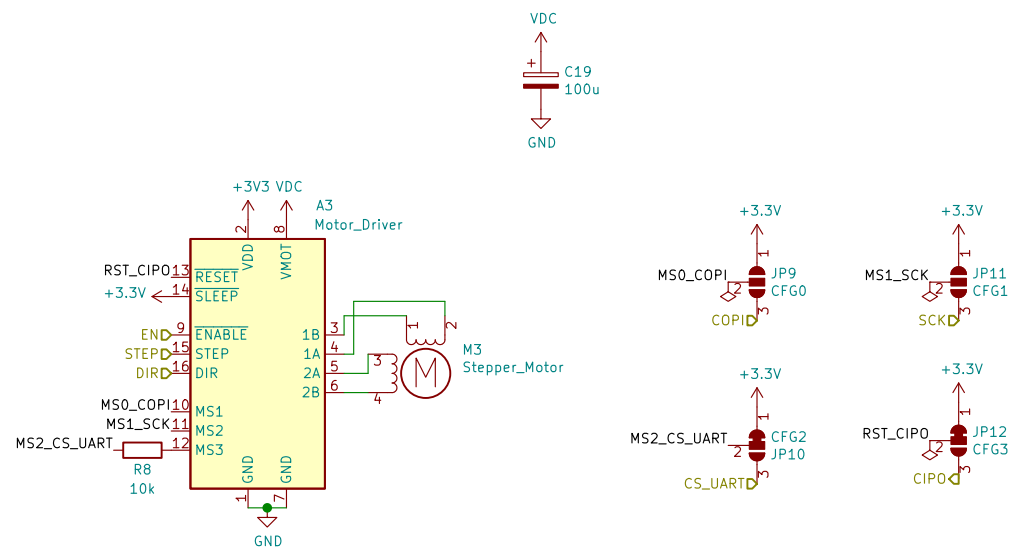 VDC
+
C19
100u
GND
+3V3 VDC
A3
Motor_Driver
2
8
VDD
VMOT
RST_CIPO 13 RESET
+3.3V 14 SLEEP
EN 9 ENABLE
STEP 15 STEP
DIR 16 DIR
MS0_COPI 10 MS1
MS1_SCK 11 MS2
MS2_CS_UART 12 MS3
R8
10k
1B 3
1A 4
2A 5
2B 6
GND
GND
1
7
GND
1
2
3
4
M
M3
Stepper_Motor
+3.3V
1
MS0_COPI
2
JP9
CFG0
3
COPI
+3.3V
1
MS1_SCK
2
JP11
CFG1
3
SCK
+3.3V
1
MS2_CS_UART
2
CFG2
JP10
3
CS_UART
+3.3V
1
RST_CIPO
2
JP12
CFG3
3
CIPO